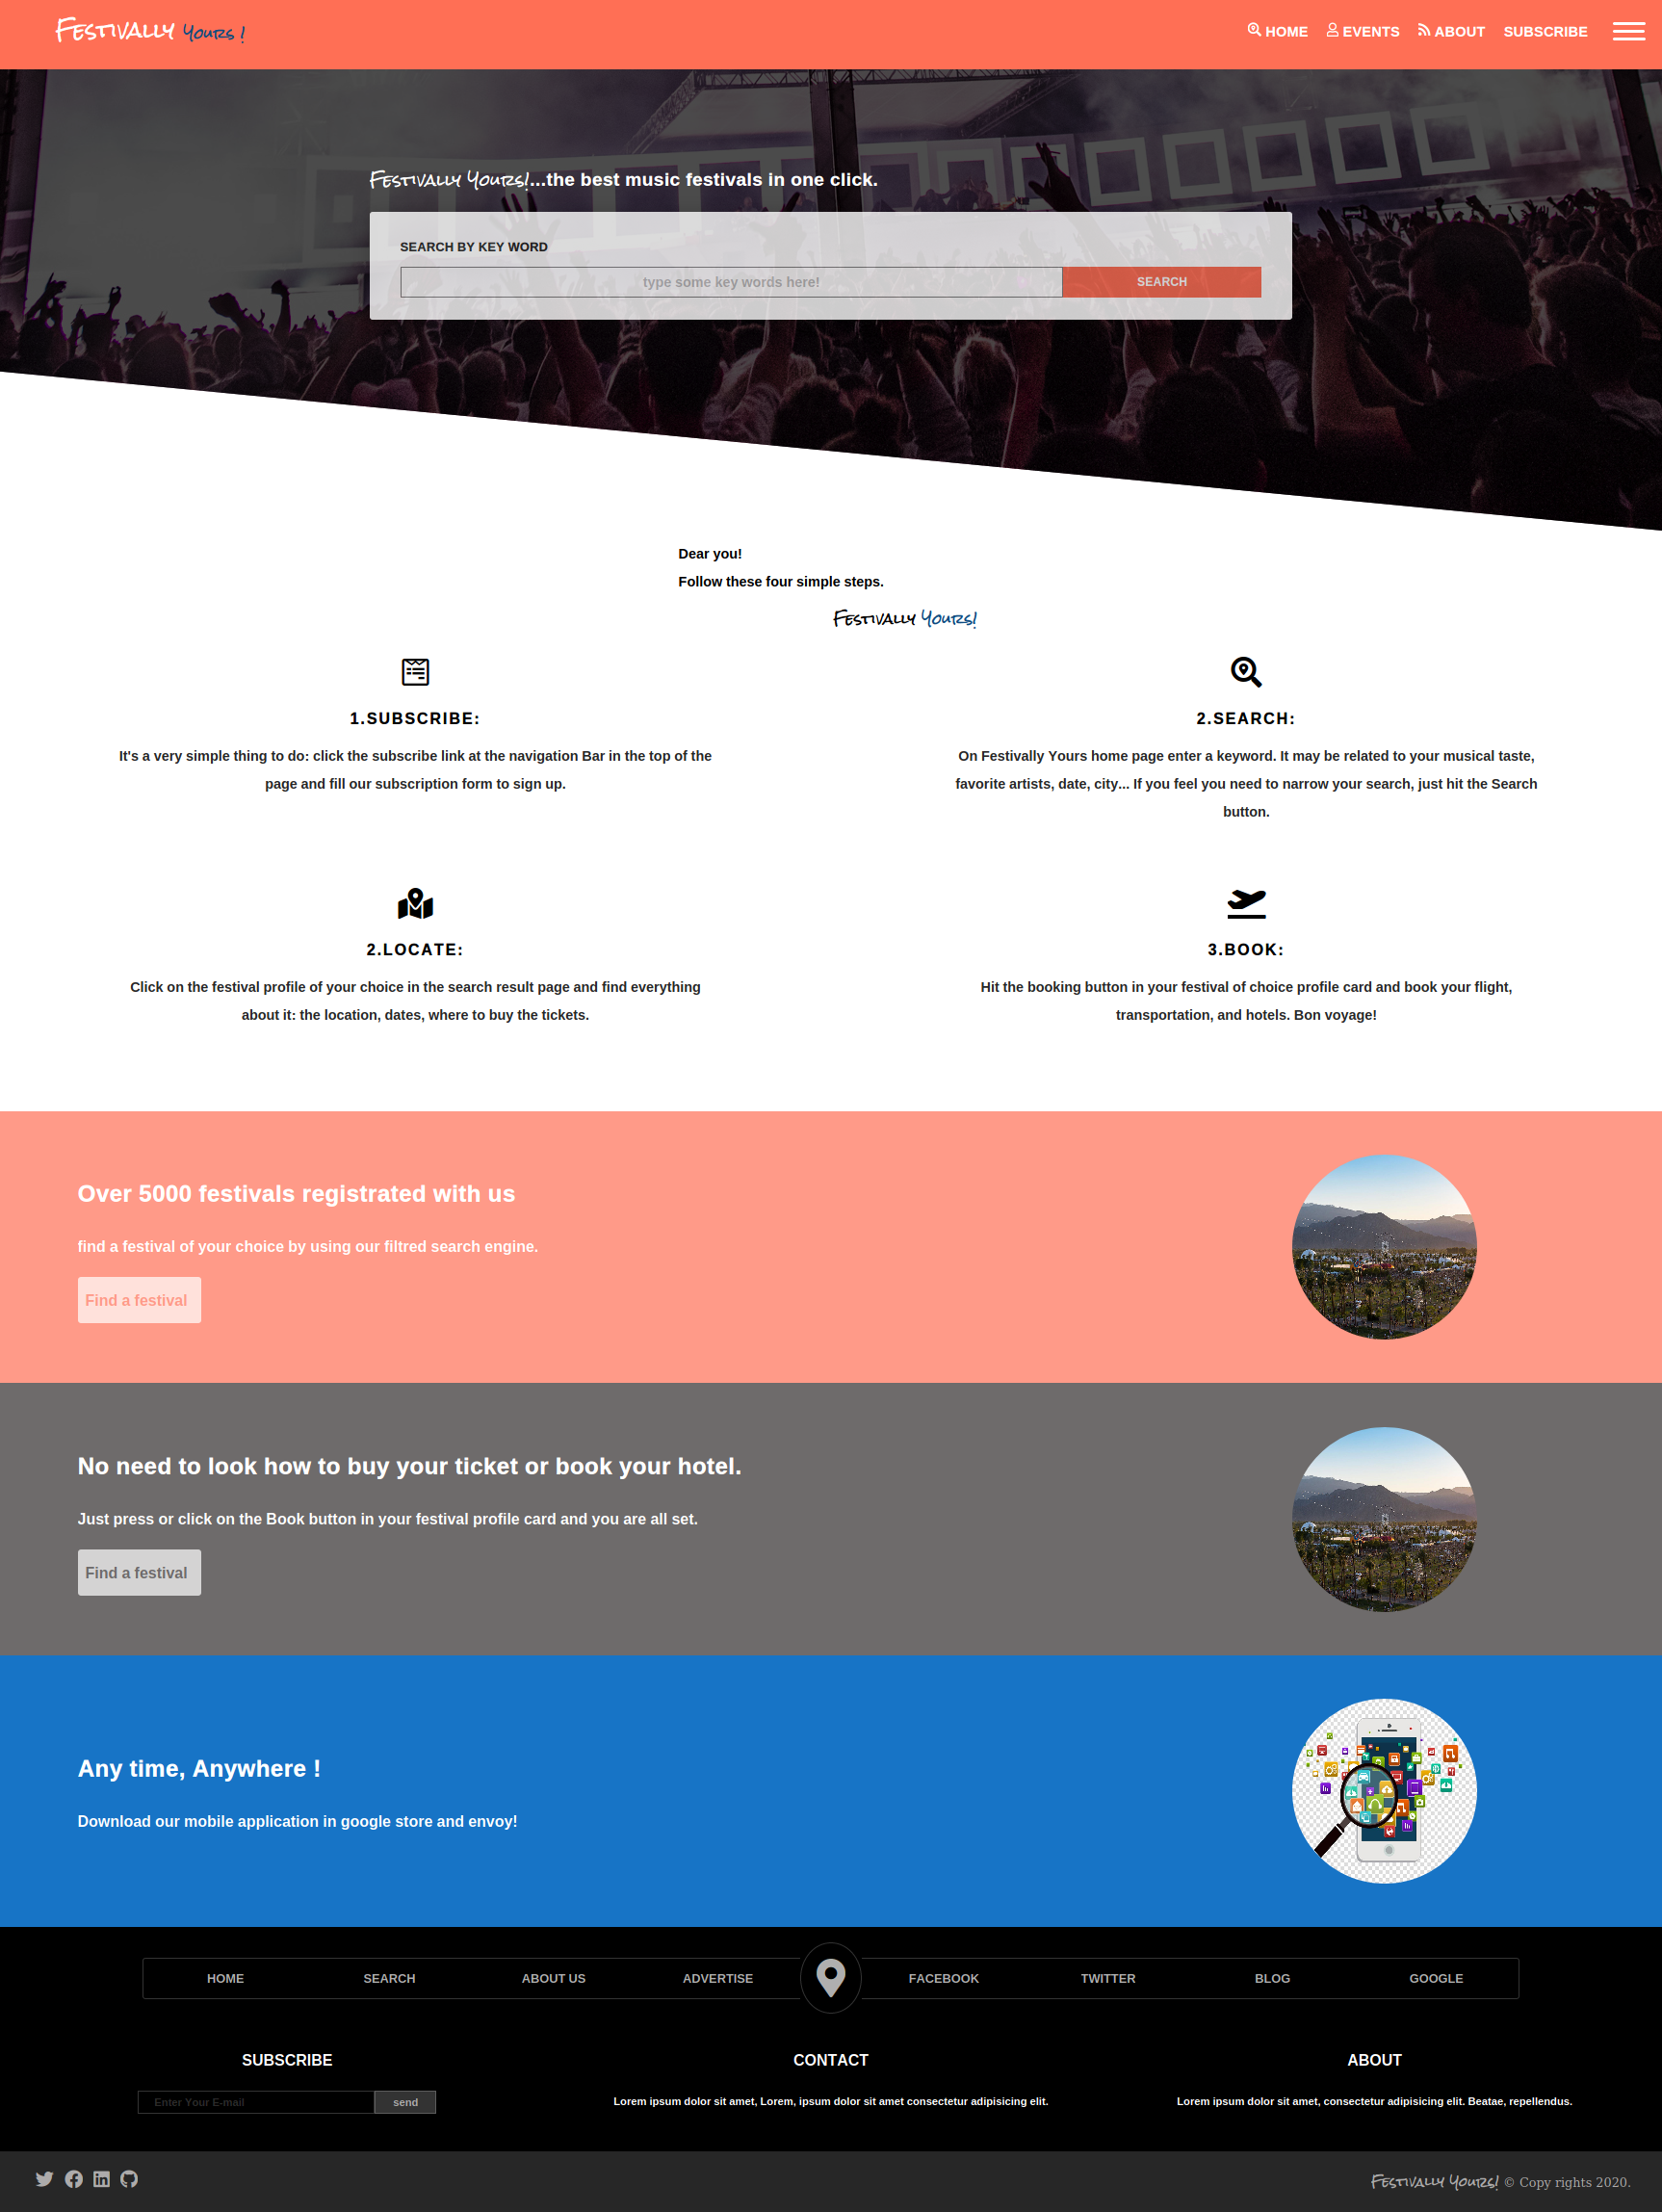 Festivally Yours !
HOME EVENTS ABOUT SUBSCRIBE
Festivally Yours!...the best music festivals in one click.
SEARCH BY KEY WORD
type some key words here! SEARCH
Dear you!
Follow these four simple steps.
Festivally Yours!
1.SUBSCRIBE:
It's a very simple thing to do: click the subscribe link at the navigation Bar in the top of the
page and fill our subscription form to sign up.
2.SEARCH:
On Festivally Yours home page enter a keyword. It may be related to your musical taste,
favorite artists, date, city... If you feel you need to narrow your search, just hit the Search
button.
2.LOCATE:
Click on the festival profile of your choice in the search result page and find everything
about it: the location, dates, where to buy the tickets.
3.BOOK:
Hit the booking button in your festival of choice profile card and book your flight,
transportation, and hotels. Bon voyage!
Over 5000 festivals registrated with us
find a festival of your choice by using our filtred search engine.
Find a festival
No need to look how to buy your ticket or book your hotel.
Just press or click on the Book button in your festival profile card and you are all set.
Find a festival
Any time, Anywhere !
Download our mobile application in google store and envoy!
HOME SEARCH ABOUT US ADVERTISE FACEBOOK TWITTER BLOG GOOGLE
SUBSCRIBE
Enter Your E-mail send
CONTACT
Lorem ipsum dolor sit amet, Lorem, ipsum dolor sit amet consectetur adipisicing elit.
ABOUT
Lorem ipsum dolor sit amet, consectetur adipisicing elit. Beatae, repellendus.
Festivally Yours! © Copy rights 2020.